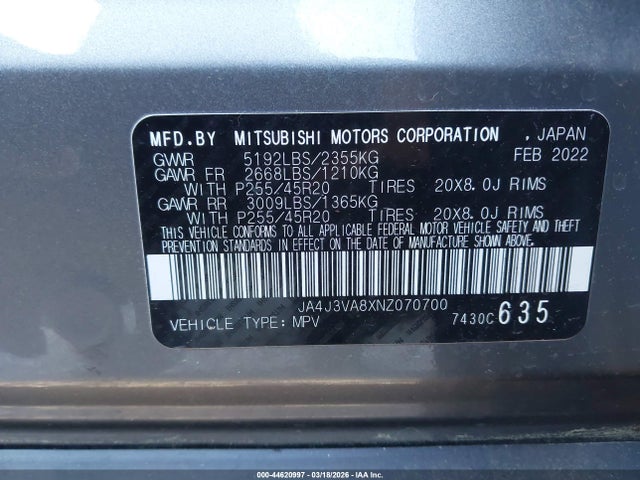 MFD.BY MITSUBISHI MOTORS CORPORATION , JAPAN
GVWR 5192LBS/2355KG FEB 2022
GAWR FR 2668LBS/1210KG
WITH P255/45R20 TIRES 20X8.0J RIMS
GAWR RR 3009LBS/1365KG
WITH P255/45R20 TIRES 20X8.0J RIMS
THIS VEHICLE CONFORMS TO ALL APPLICABLE FEDERAL MOTOR VEHICLE SAFETY AND THEFT
PREVENTION STANDARDS IN EFFECT ON THE DATE OF MANUFACTURE SHOWN ABOVE.
JA4J3VA8XNZ070700
VEHICLE TYPE: MPV 7430C 635
000-44620997 - 03/18/2026 - IAA Inc.